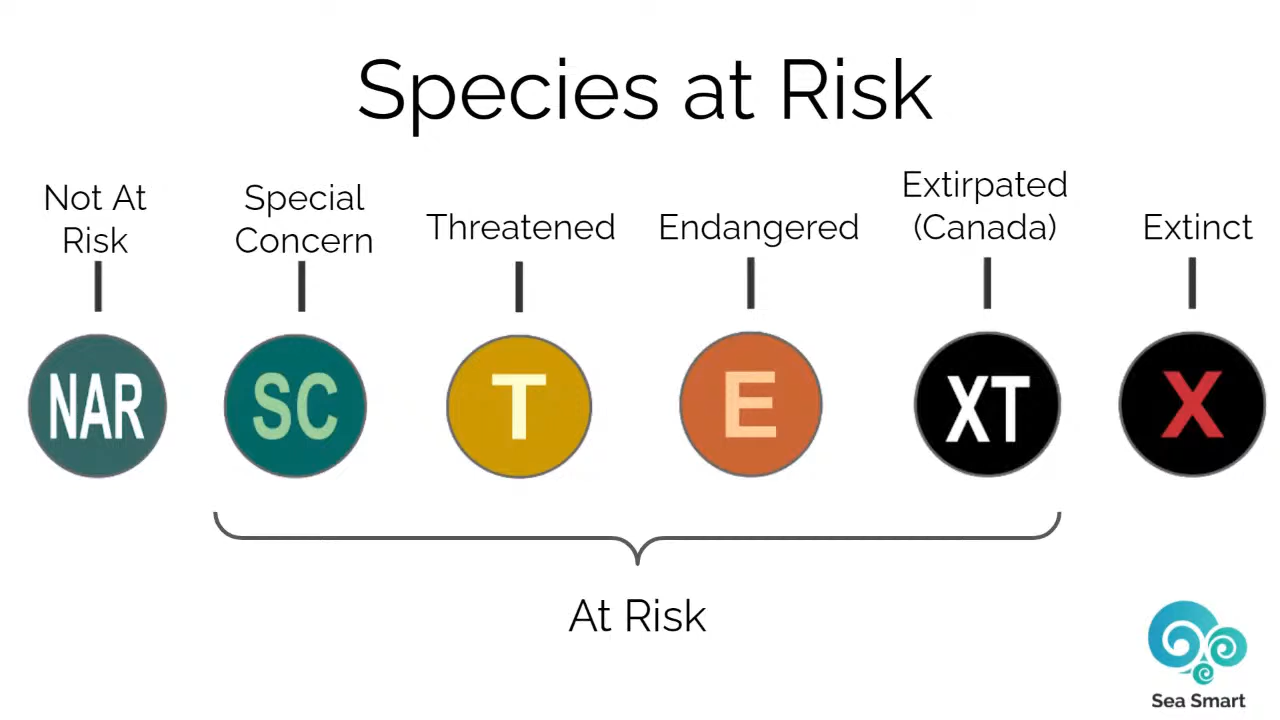 Species at Risk
Not At
Risk
Special
Concern
Threatened
Endangered
Extirpated
(Canada)
Extinct
NAR
SC
T
E
XT
X
At Risk
Sea Smart